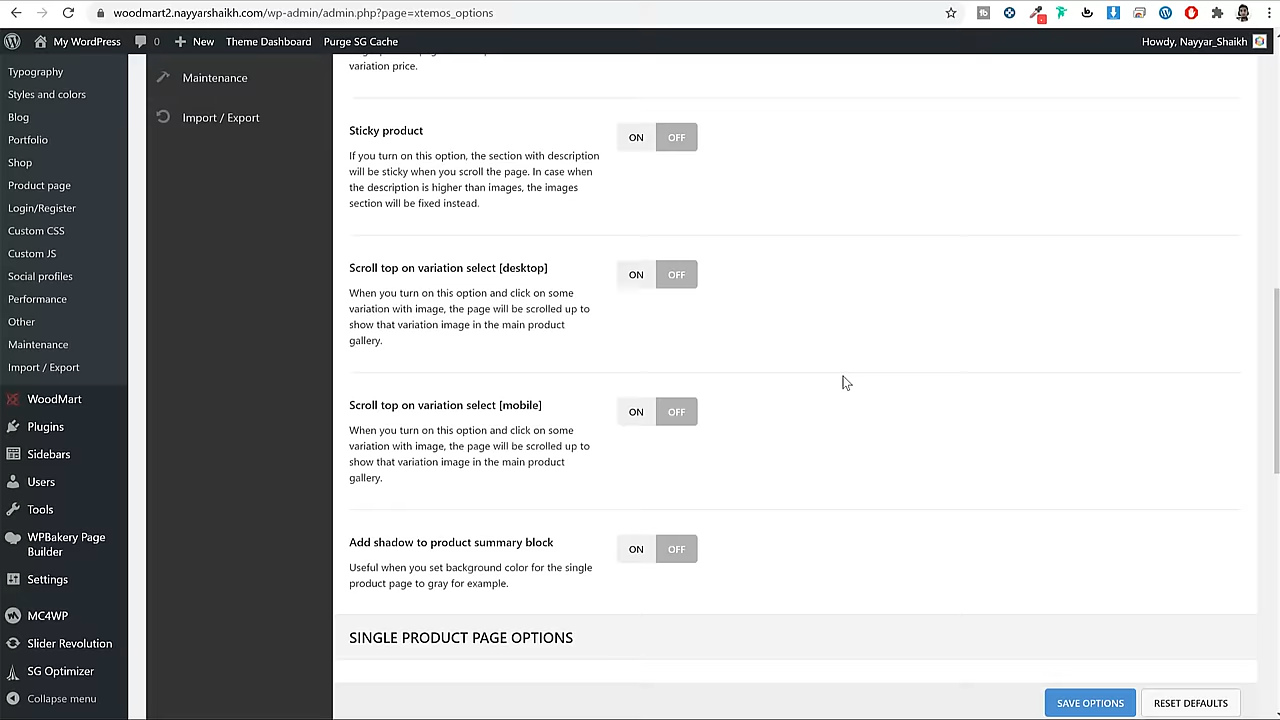 woodmart2.nayyarshaikh.com/wp-admin/admin.php?page=xtemos_options
My WordPress
0
New
Theme Dashboard
Purge SG Cache
Howdy, Nayyar_Shaikh
Typography
Styles and colors
Blog
Portfolio
Shop
Product page
Login/Register
Custom CSS
Custom JS
Social profiles
Performance
Other
Maintenance
Import / Export
WoodMart
Plugins
Sidebars
Users
Tools
WPBakery Page
Builder
Settings
MC4WP
Slider Revolution
SG Optimizer
Collapse menu
Maintenance
Import / Export
variation price.
Sticky product
ON OFF
If you turn on this option, the section with description
will be sticky when you scroll the page. In case when
the description is higher than images, the images
section will be fixed instead.
Scroll top on variation select [desktop]
ON OFF
When you turn on this option and click on some
variation with image, the page will be scrolled up to
show that variation image in the main product
gallery.
Scroll top on variation select [mobile]
ON OFF
When you turn on this option and click on some
variation with image, the page will be scrolled up to
show that variation image in the main product
gallery.
Add shadow to product summary block
ON OFF
Useful when you set background color for the single
product page to gray for example.
SINGLE PRODUCT PAGE OPTIONS
SAVE OPTIONS
RESET DEFAULTS